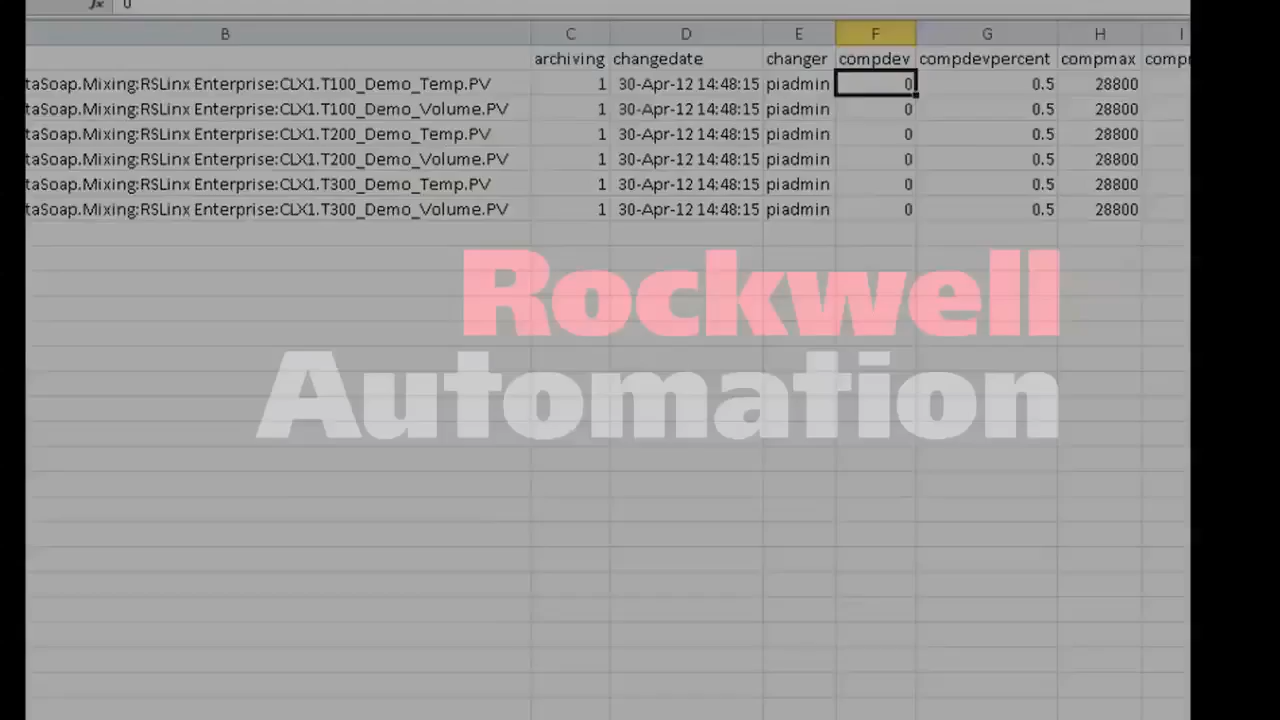 fx 0
B C D E F G H I
archiving changedate changer compdev compdevpercent compmax
taSoap.Mixing:RSLinx Enterprise:CLX1.T100_Demo_Temp.PV 1 30-Apr-12 14:48:15 piadmin 0 0.5 28800
taSoap.Mixing:RSLinx Enterprise:CLX1.T100_Demo_Volume.PV 1 30-Apr-12 14:48:15 piadmin 0 0.5 28800
taSoap.Mixing:RSLinx Enterprise:CLX1.T200_Demo_Temp.PV 1 30-Apr-12 14:48:15 piadmin 0 0.5 28800
taSoap.Mixing:RSLinx Enterprise:CLX1.T200_Demo_Volume.PV 1 30-Apr-12 14:48:15 piadmin 0 0.5 28800
taSoap.Mixing:RSLinx Enterprise:CLX1.T300_Demo_Temp.PV 1 30-Apr-12 14:48:15 piadmin 0 0.5 28800
taSoap.Mixing:RSLinx Enterprise:CLX1.T300_Demo_Volume.PV 1 30-Apr-12 14:48:15 piadmin 0 0.5 28800
Rockwell
Automation